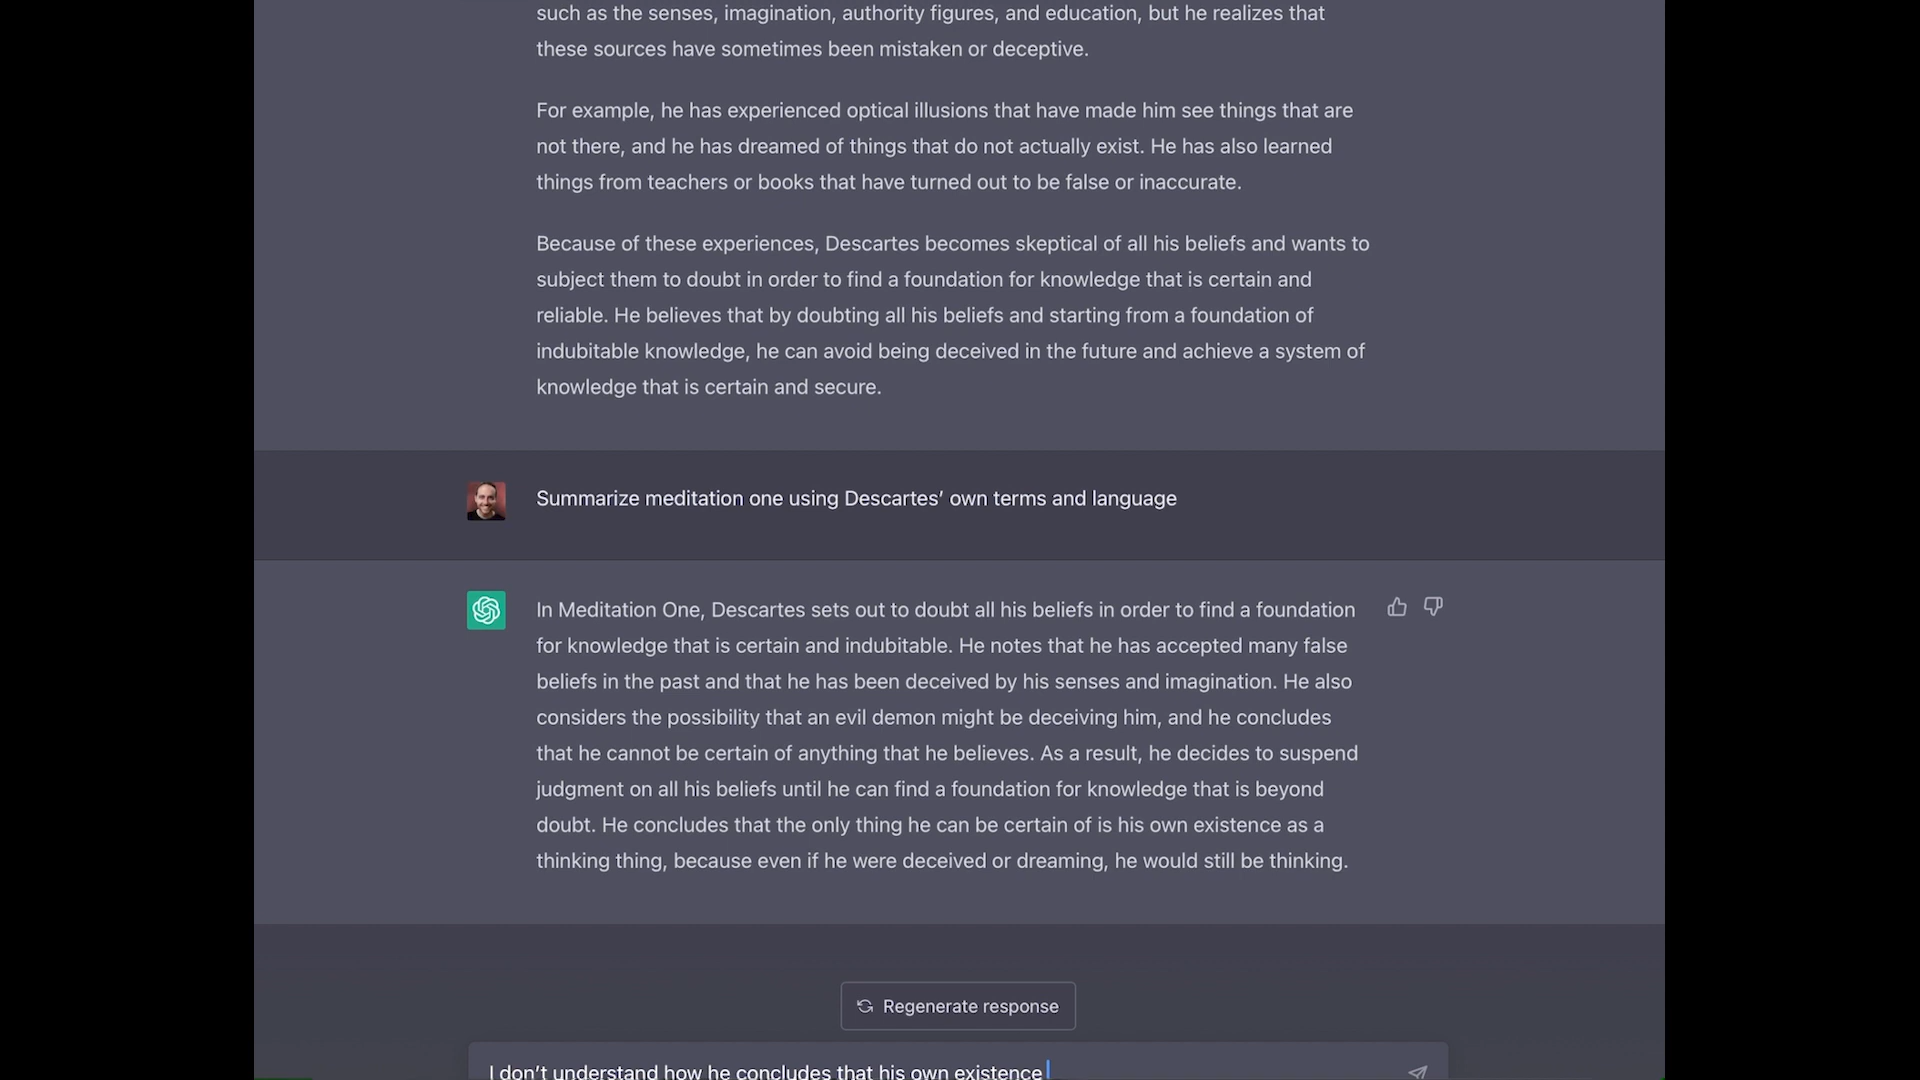 such as the senses, imagination, authority figures, and education, but he realizes that
these sources have sometimes been mistaken or deceptive.
For example, he has experienced optical illusions that have made him see things that are
not there, and he has dreamed of things that do not actually exist. He has also learned
things from teachers or books that have turned out to be false or inaccurate.
Because of these experiences, Descartes becomes skeptical of all his beliefs and wants to
subject them to doubt in order to find a foundation for knowledge that is certain and
reliable. He believes that by doubting all his beliefs and starting from a foundation of
indubitable knowledge, he can avoid being deceived in the future and achieve a system of
knowledge that is certain and secure.
Summarize meditation one using Descartes’ own terms and language
In Meditation One, Descartes sets out to doubt all his beliefs in order to find a foundation
for knowledge that is certain and indubitable. He notes that he has accepted many false
beliefs in the past and that he has been deceived by his senses and imagination. He also
considers the possibility that an evil demon might be deceiving him, and he concludes
that he cannot be certain of anything that he believes. As a result, he decides to suspend
judgment on all his beliefs until he can find a foundation for knowledge that is beyond
doubt. He concludes that the only thing he can be certain of is his own existence as a
thinking thing, because even if he were deceived or dreaming, he would still be thinking.
Regenerate response
I don’t understand how he concludes that his own existence